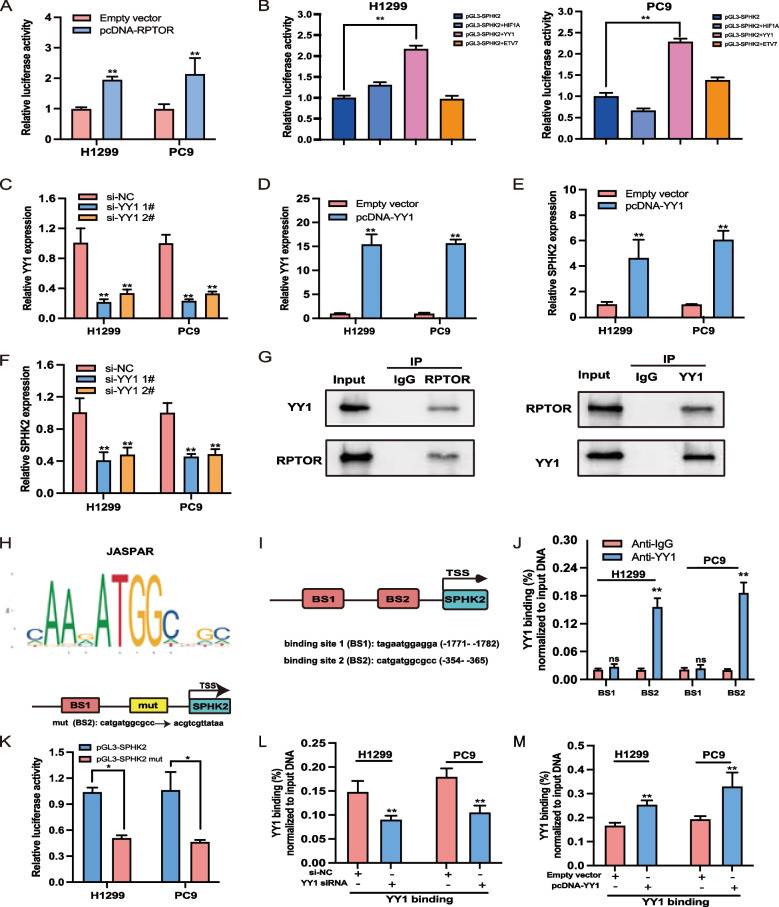 A
Empty vector
pcDNA-RPTOR
Relative luciferase activity
4
3
2
1
0
**
**
H1299
PC9
B
H1299
pGL3-SPHK2
pGL3-SPHK2+HIF1A
pGL3-SPHK2+YY1
pGL3-SPHK2+ETV7
Relative luciferase activity
2.5
2.0
1.5
1.0
0.5
0.0
**
PC9
pGL3-SPHK2
pGL3-SPHK2+HIF1A
pGL3-SPHK2+YY1
pGL3-SPHK2+ETV7
Relative luciferase activity
3.0
2.5
2.0
1.5
1.0
0.5
0.0
**
C
si-NC
si-YY1 1#
si-YY1 2#
Relative YY1 expression
1.6
1.2
0.8
0.4
0.0
** **
** **
H1299
PC9
D
Empty vector
pcDNA-YY1
Relative YY1 expression
25
20
15
10
5
0
**
**
H1299
PC9
E
Empty vector
pcDNA-YY1
Relative SPHK2 expression
10
8
6
4
2
0
**
**
H1299
PC9
F
si-NC
si-YY1 1#
si-YY1 2#
Relative SPHK2 expression
1.6
1.2
0.8
0.4
0.0
** **
** **
H1299
PC9
G
IP
Input IgG RPTOR
YY1
RPTOR
IP
Input IgG YY1
RPTOR
YY1
H
JASPAR
CAA ATGGC GC
I
TSS
BS1 BS2 SPHK2
binding site 1 (BS1): tagaatggagga (-1771- -1782)
binding site 2 (BS2): catgatggcgcc (-354- -365)
TSS
BS1 mut SPHK2
mut (BS2): catgatggcgcc→acgtcgttataa
J
Anti-IgG
Anti-YY1
YY1 binding (%)
normalized to input DNA
0.30
0.24
0.18
0.12
0.06
0.00
H1299
PC9
ns
**
ns
**
BS1 BS2 BS1 BS2
K
pGL3-SPHK2
pGL3-SPHK2 mut
Relative luciferase activity
1.5
1.2
0.9
0.6
0.3
0.0
*
*
H1299
PC9
L
YY1 binding (%)
normalized to input DNA
0.25
0.20
0.15
0.10
0.05
0.00
H1299
PC9
**
**
si-NC + - + -
YY1 siRNA - + - +
YY1 binding
M
YY1 binding (%)
normalized to input DNA
0.5
0.4
0.3
0.2
0.1
0.0
H1299
PC9
**
**
Empty vector + - + -
pcDNA-YY1 - + - +
YY1 binding